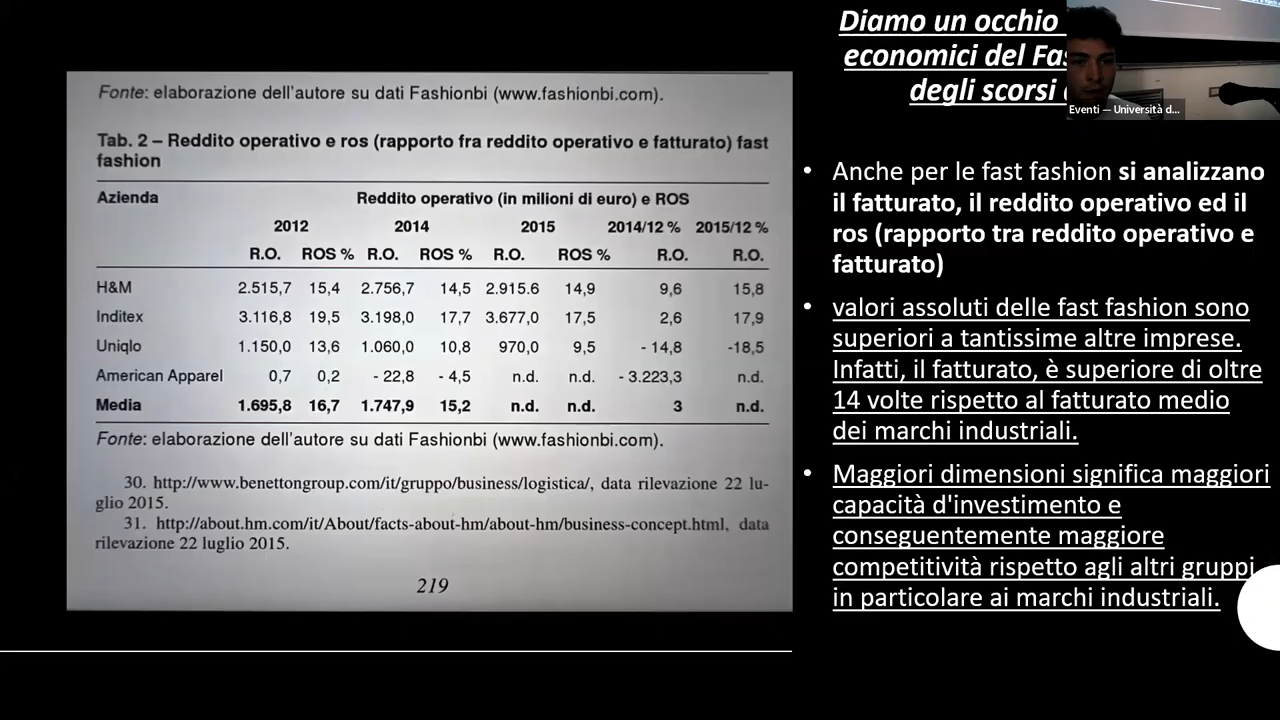 Fonte: elaborazione dell'autore su dati Fashionbi (www.fashionbi.com).
Tab. 2 – Reddito operativo e ros (rapporto fra reddito operativo e fatturato) fast
fashion
Azienda Reddito operativo (in milioni di euro) e ROS
2012 2014 2015 2014/12 % 2015/12 %
R.O. ROS % R.O. ROS % R.O. ROS % R.O. R.O.
H&M 2.515,7 15,4 2.756,7 14,5 2.915.6 14,9 9,6 15,8
Inditex 3.116,8 19,5 3.198,0 17,7 3.677,0 17,5 2,6 17,9
Uniqlo 1.150,0 13,6 1.060,0 10,8 970,0 9,5 - 14,8 -18,5
American Apparel 0,7 0,2 - 22,8 - 4,5 n.d. n.d. - 3.223,3 n.d.
Media 1.695,8 16,7 1.747,9 15,2 n.d. n.d. 3 n.d.
Fonte: elaborazione dell'autore su dati Fashionbi (www.fashionbi.com).
30. http://www.benettongroup.com/it/gruppo/business/logistica/, data rilevazione 22 lu-
glio 2015.
31. http://about.hm.com/it/About/facts-about-hm/about-hm/business-concept.html, data
rilevazione 22 luglio 2015.
219
Diamo un occhio
economici del
degli scorsi
Eventi — Università d...
• Anche per le fast fashion si analizzano
il fatturato, il reddito operativo ed il
ros (rapporto tra reddito operativo e
fatturato)
• valori assoluti delle fast fashion sono
superiori a tantissime altre imprese.
Infatti, il fatturato, è superiore di oltre
14 volte rispetto al fatturato medio
dei marchi industriali.
• Maggiori dimensioni significa maggiori
capacità d'investimento e
conseguentemente maggiore
competitività rispetto agli altri gruppi
in particolare ai marchi industriali.